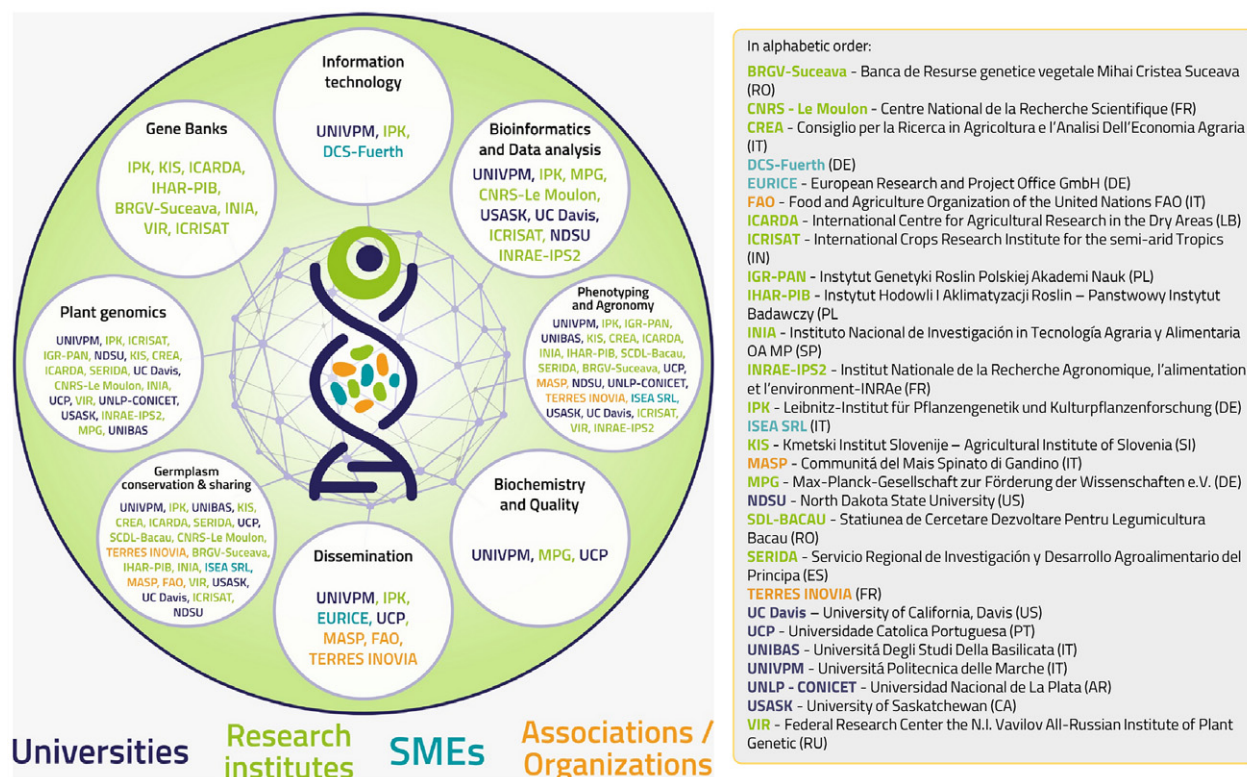 Information
technology
UNIVPM, IPK,
DCS-Fuerth
Gene Banks
IPK, KIS, ICARDA,
IHAR-PIB,
BRGV-Suceava, INIA,
VIR, ICRISAT
Bioinformatics
and Data analysis
UNIVPM, IPK, MPG,
CNRS-Le Moulon,
USASK, UC Davis,
ICRISAT, NDSU
INRAE-IPS2
Plant genomics
UNIVPM, IPK, ICRISAT,
IGR-PAN, NDSU, KIS, CREA,
ICARDA, SERIDA, UC Davis,
CNRS-Le Moulon, INIA,
UCP, VIR, UNLP-CONICET,
USASK, INRAE-IPS2,
MPG, UNIBAS
Phenotyping
and Agronomy
UNIVPM, IPK, IGR-PAN,
UNIBAS, KIS, CREA, ICARDA,
INIA, IHAR-PIB, SCDL-Bacau,
SERIDA, BRGV-Suceava, UCP,
MASP, NDSU, UNLP-CONICET,
TERRES INOVIA, ISEA SRL,
USASK, UC Davis, ICRISAT,
VIR, INRAE-IPS2
Germplasm
conservation & sharing
UNIVPM, IPK, UNIBAS, KIS,
CREA, ICARDA, SERIDA, UCP,
SCDL-Bacau, CNRS-Le Moulon,
TERRES INOVIA, BRGV-Suceava,
IHAR-PIB, INIA, ISEA SRL,
MASP, FAO, VIR, USASK,
UC Davis, ICRISAT,
NDSU
Biochemistry
and Quality
UNIVPM, MPG, UCP
Dissemination
UNIVPM, IPK,
EURICE, UCP,
MASP, FAO,
TERRES INOVIA
Universities
Research
institutes
SMEs
Associations /
Organizations
In alphabetic order:
BRGV-Suceava - Banca de Resurse genetice vegetale Mihai Cristea Suceava
(RO)
CNRS - Le Moulon - Centre National de la Recherche Scientifique (FR)
CREA - Consiglio per la Ricerca in Agricoltura e l'Analisi Dell'Economia Agraria
(IT)
DCS-Fuerth (DE)
EURICE - European Research and Project Office GmbH (DE)
FAO - Food and Agriculture Organization of the United Nations FAO (IT)
ICARDA - International Centre for Agricultural Research in the Dry Areas (LB)
ICRISAT - International Crops Research Institute for the semi-arid Tropics
(IN)
IGR-PAN - Instytut Genetyki Roslin Polskiej Akademi Nauk (PL)
IHAR-PIB - Instytut Hodowli I Aklimatyzacji Roslin – Panstwowy Instytut
Badawczy (PL
INIA - Instituto Nacional de Investigación in Tecnología Agraria y Alimentaria
OA MP (SP)
INRAE-IPS2 - Institut Nationale de la Recherche Agronomique, l'alimentation
et l'environment-INRAe (FR)
IPK - Leibnitz-Institut für Pflanzengenetik und Kulturpflanzenforschung (DE)
ISEA SRL (IT)
KIS - Kmetski Institut Slovenije – Agricultural Institute of Slovenia (SI)
MASP - Communitá del Mais Spinato di Gandino (IT)
MPG - Max-Planck-Gesellschaft zur Förderung der Wissenschaften e.V. (DE)
NDSU - North Dakota State University (US)
SDL-BACAU - Statiunea de Cercetare Dezvoltare Pentru Legumicultura
Bacau (RO)
SERIDA - Servicio Regional de Investigación y Desarrollo Agroalimentario del
Principa (ES)
TERRES INOVIA (FR)
UC Davis – University of California, Davis (US)
UCP - Universidade Catolica Portuguesa (PT)
UNIBAS - Universitá Degli Studi Della Basilicata (IT)
UNIVPM - Universitá Politecnica delle Marche (IT)
UNLP - CONICET - Universidad Nacional de La Plata (AR)
USASK - University of Saskatchewan (CA)
VIR - Federal Research Center the N.I. Vavilov All-Russian Institute of Plant
Genetic (RU)